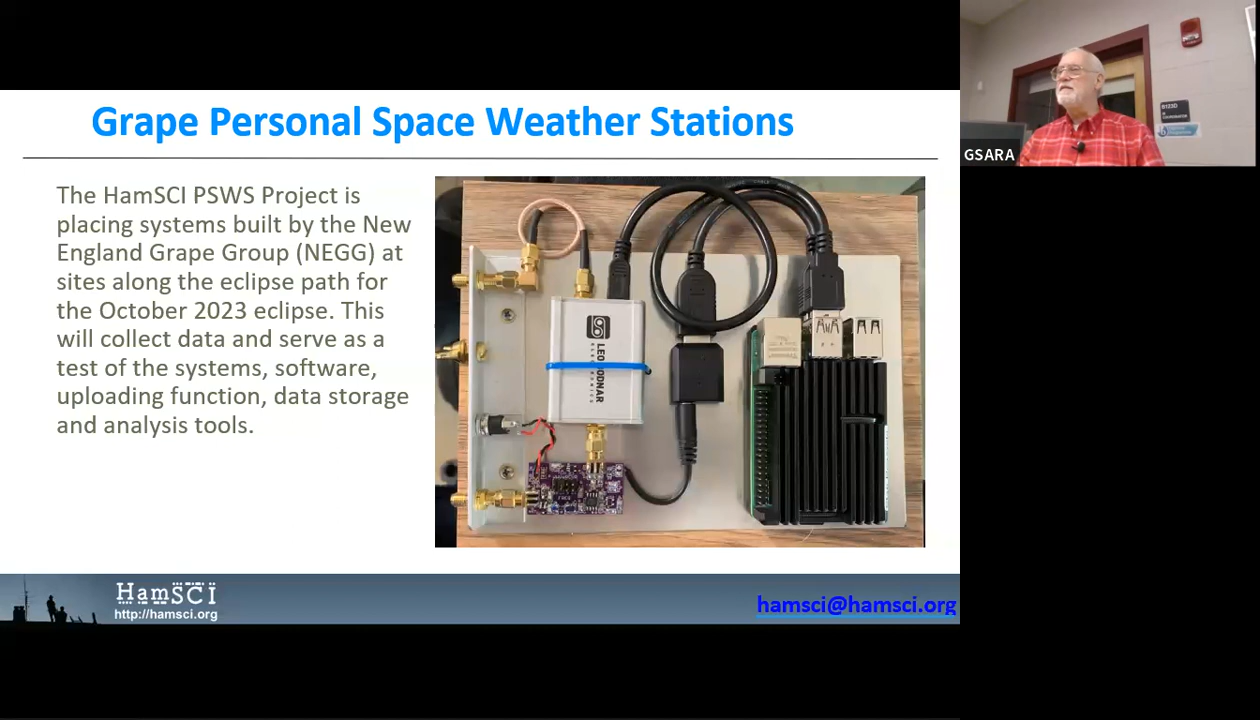 Grape Personal Space Weather Stations
The HamSCI PSWS Project is
placing systems built by the New
England Grape Group (NEGG) at
sites along the eclipse path for
the October 2023 eclipse. This
will collect data and serve as a
test of the systems, software,
uploading function, data storage
and analysis tools.
HamSCI
http://hamsci.org
hamsci@hamsci.org
GSARA